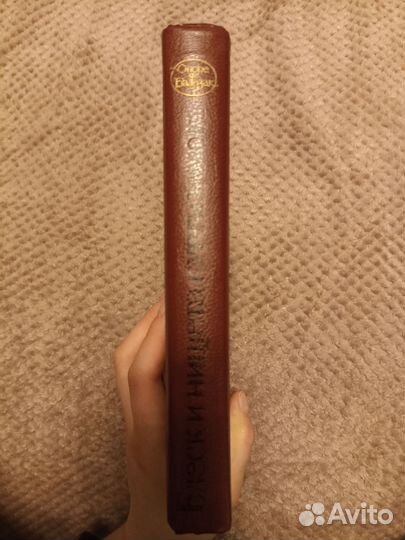 Оноре
Бальзак
Блеск и нищета
Avito